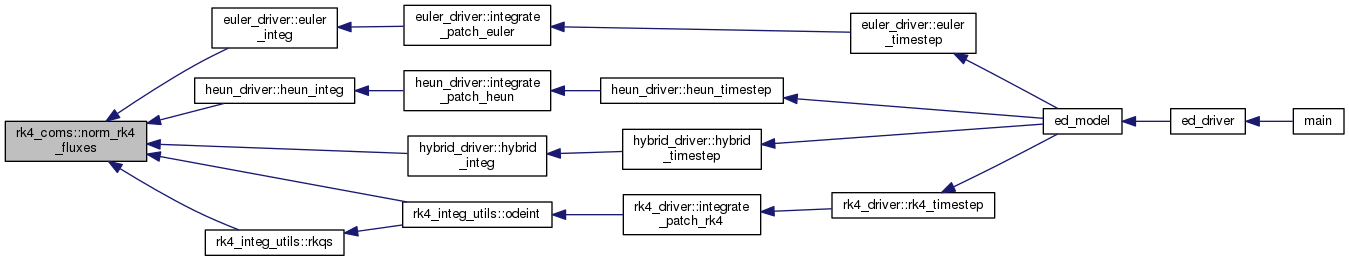 euler_driver::euler
_integ
euler_driver::integrate
_patch_euler
euler_driver::euler
_timestep
heun_driver::heun_integ
heun_driver::integrate
_patch_heun
heun_driver::heun_timestep
rk4_coms::norm_rk4
_fluxes
ed_model
ed_driver
main
hybrid_driver::hybrid
_integ
hybrid_driver::hybrid
_timestep
rk4_integ_utils::odeint
rk4_driver::integrate
_patch_rk4
rk4_driver::rk4_timestep
rk4_integ_utils::rkqs